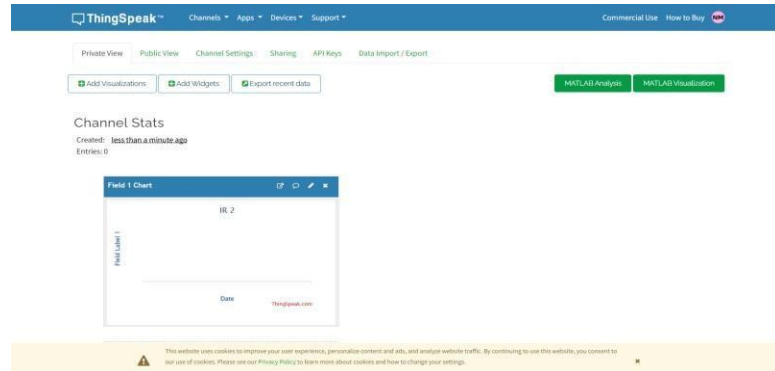 ThingSpeak™ Channels Apps Devices Support Commercial Use How to Buy NM
Private View Public View Channel Settings Sharing API Keys Data Import / Export
Add Visualizations Add Widgets Export recent data MATLAB Analysis MATLAB Visualization
Channel Stats
Created: less than a minute ago
Entries: 0
Field 1 Chart
IR 2
Field Label 1
Date
ThingSpeak.com
This website uses cookies to improve your user experience, personalize content and ads, and analyze website traffic. By continuing to use this website, you consent to
our use of cookies. Please see our Privacy Policy to learn more about cookies and how to change your settings.